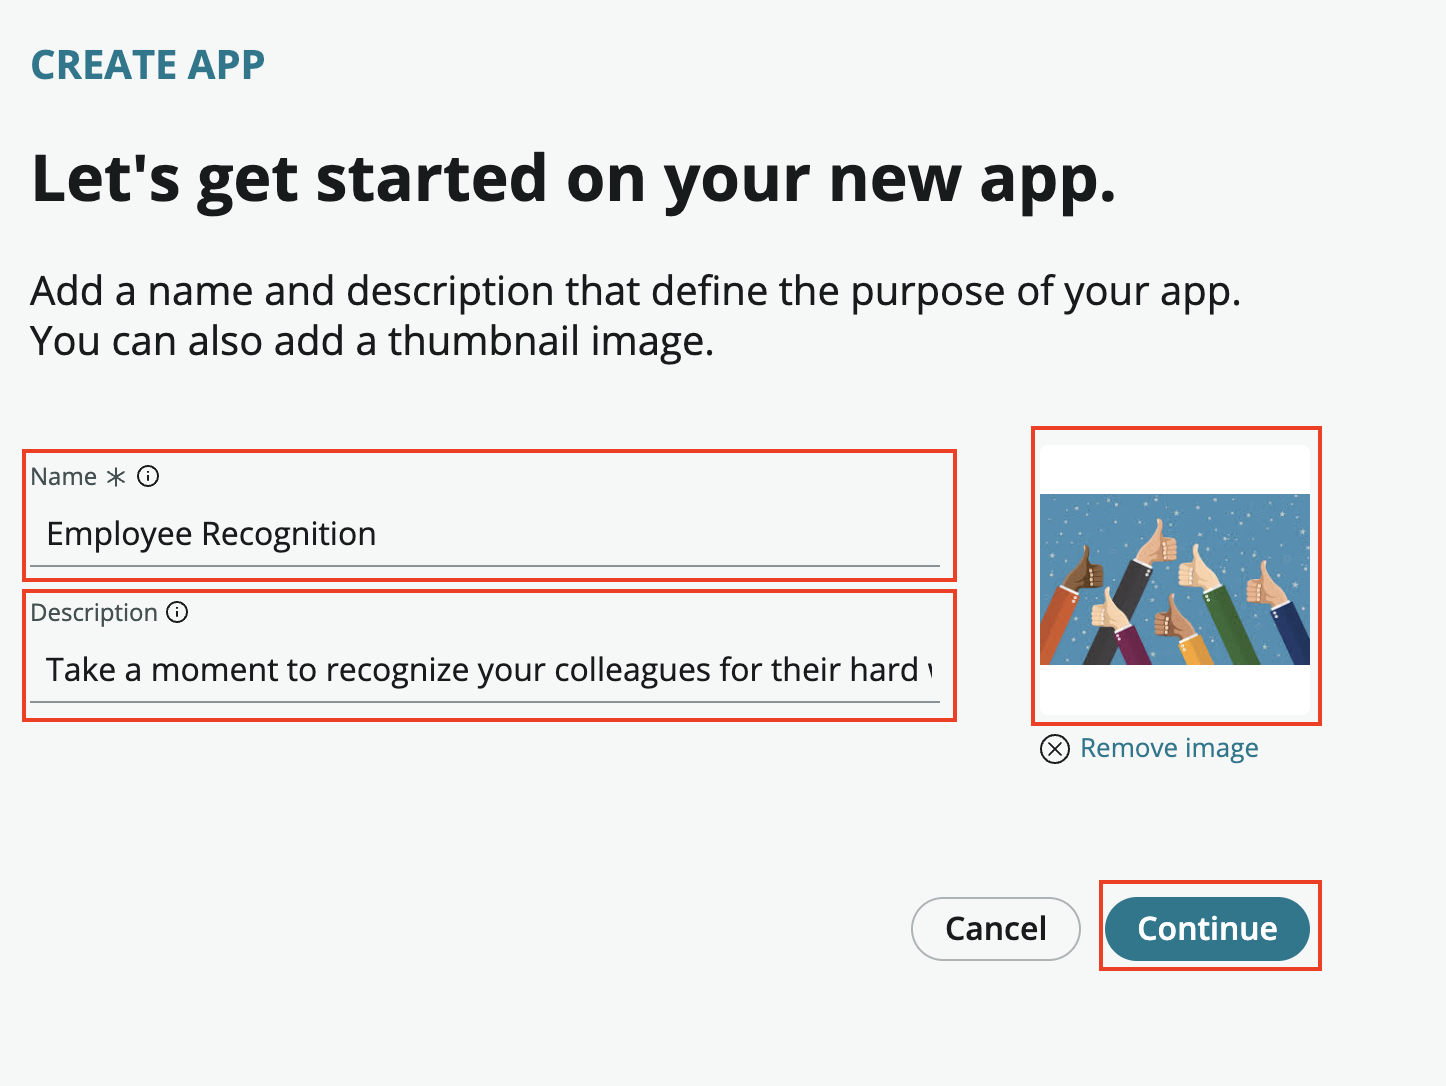 CREATE APP
Let's get started on your new app.
Add a name and description that define the purpose of your app.
You can also add a thumbnail image.
Name *
Employee Recognition
Description
Take a moment to recognize your colleagues for their hard
Remove image
Cancel
Continue